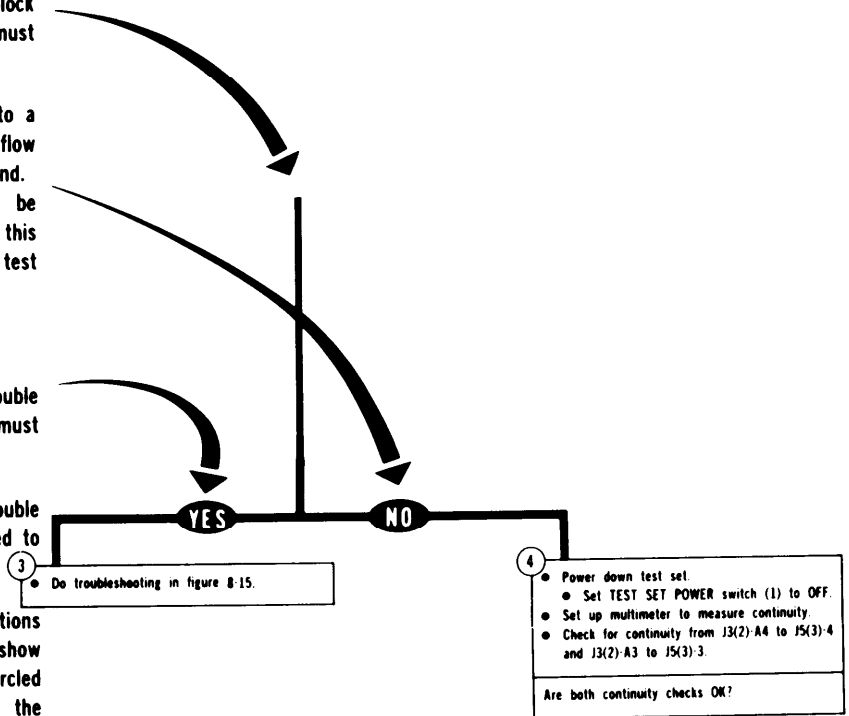 lock
must
to a
flow
nd.
be
this
test
ouble
must
YES
NO
ouble
ed to
3
● Do troubleshooting in figure 8-15.
4
● Power down test set.
● Set TEST SET POWER switch (1) to OFF.
● Set up multimeter to measure continuity.
● Check for continuity from J3(2)-A4 to J5(3)-4
and J3(2)-A3 to J5(3)-3.
Are both continuity checks OK?
tions
show
rcled
the